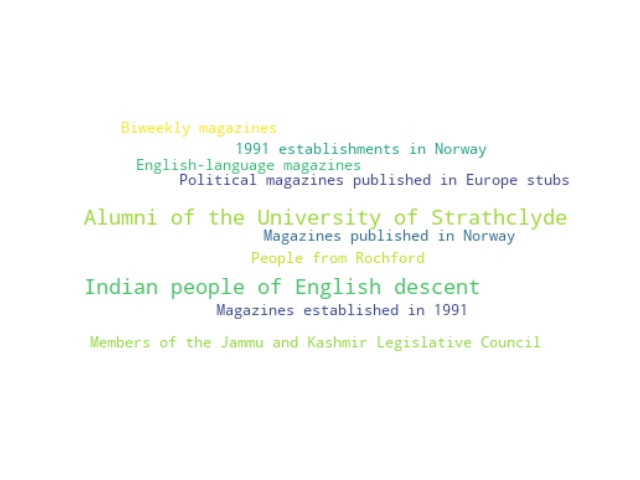 Biweekly magazines
1991 establishments in Norway
English-language magazines
Political magazines published in Europe stubs
Alumni of the University of Strathclyde
Magazines published in Norway
People from Rochford
Indian people of English descent
Magazines established in 1991
Members of the Jammu and Kashmir Legislative Council